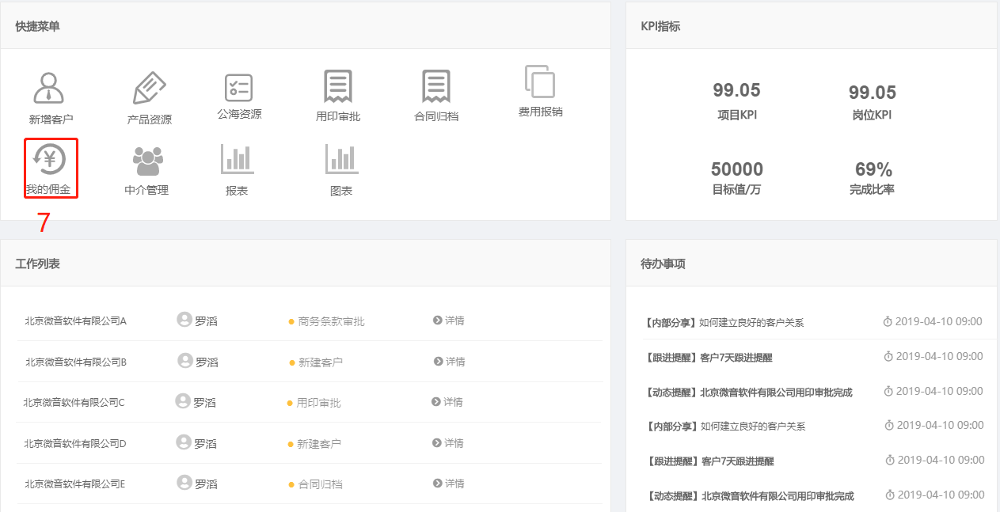 快捷菜单
新增客户
产品资源
公海资源
用印审批
合同归档
费用报销
我的佣金
中介管理
报表
图表
7
KPI指标
99.05
99.05
项目KPI
岗位KPI
50000
69%
目标值/万
完成比率
工作列表
北京微音软件有限公司A 罗滔 商务条款审批 详情
北京微音软件有限公司B 罗滔 新建客户 详情
北京微音软件有限公司C 罗滔 用印审批 详情
北京微音软件有限公司D 罗滔 新建客户 详情
北京微音软件有限公司E 罗滔 合同归档 详情
待办事项
【内部分享】如何建立良好的客户关系 2019-04-10 09:00
【跟进提醒】客户7天跟进提醒 2019-04-10 09:00
【动态提醒】北京微音软件有限公司用印审批完成 2019-04-10 09:00
【内部分享】如何建立良好的客户关系 2019-04-10 09:00
【跟进提醒】客户7天跟进提醒 2019-04-10 09:00
【动态提醒】北京微音软件有限公司用印审批完成 2019-04-10 09:00